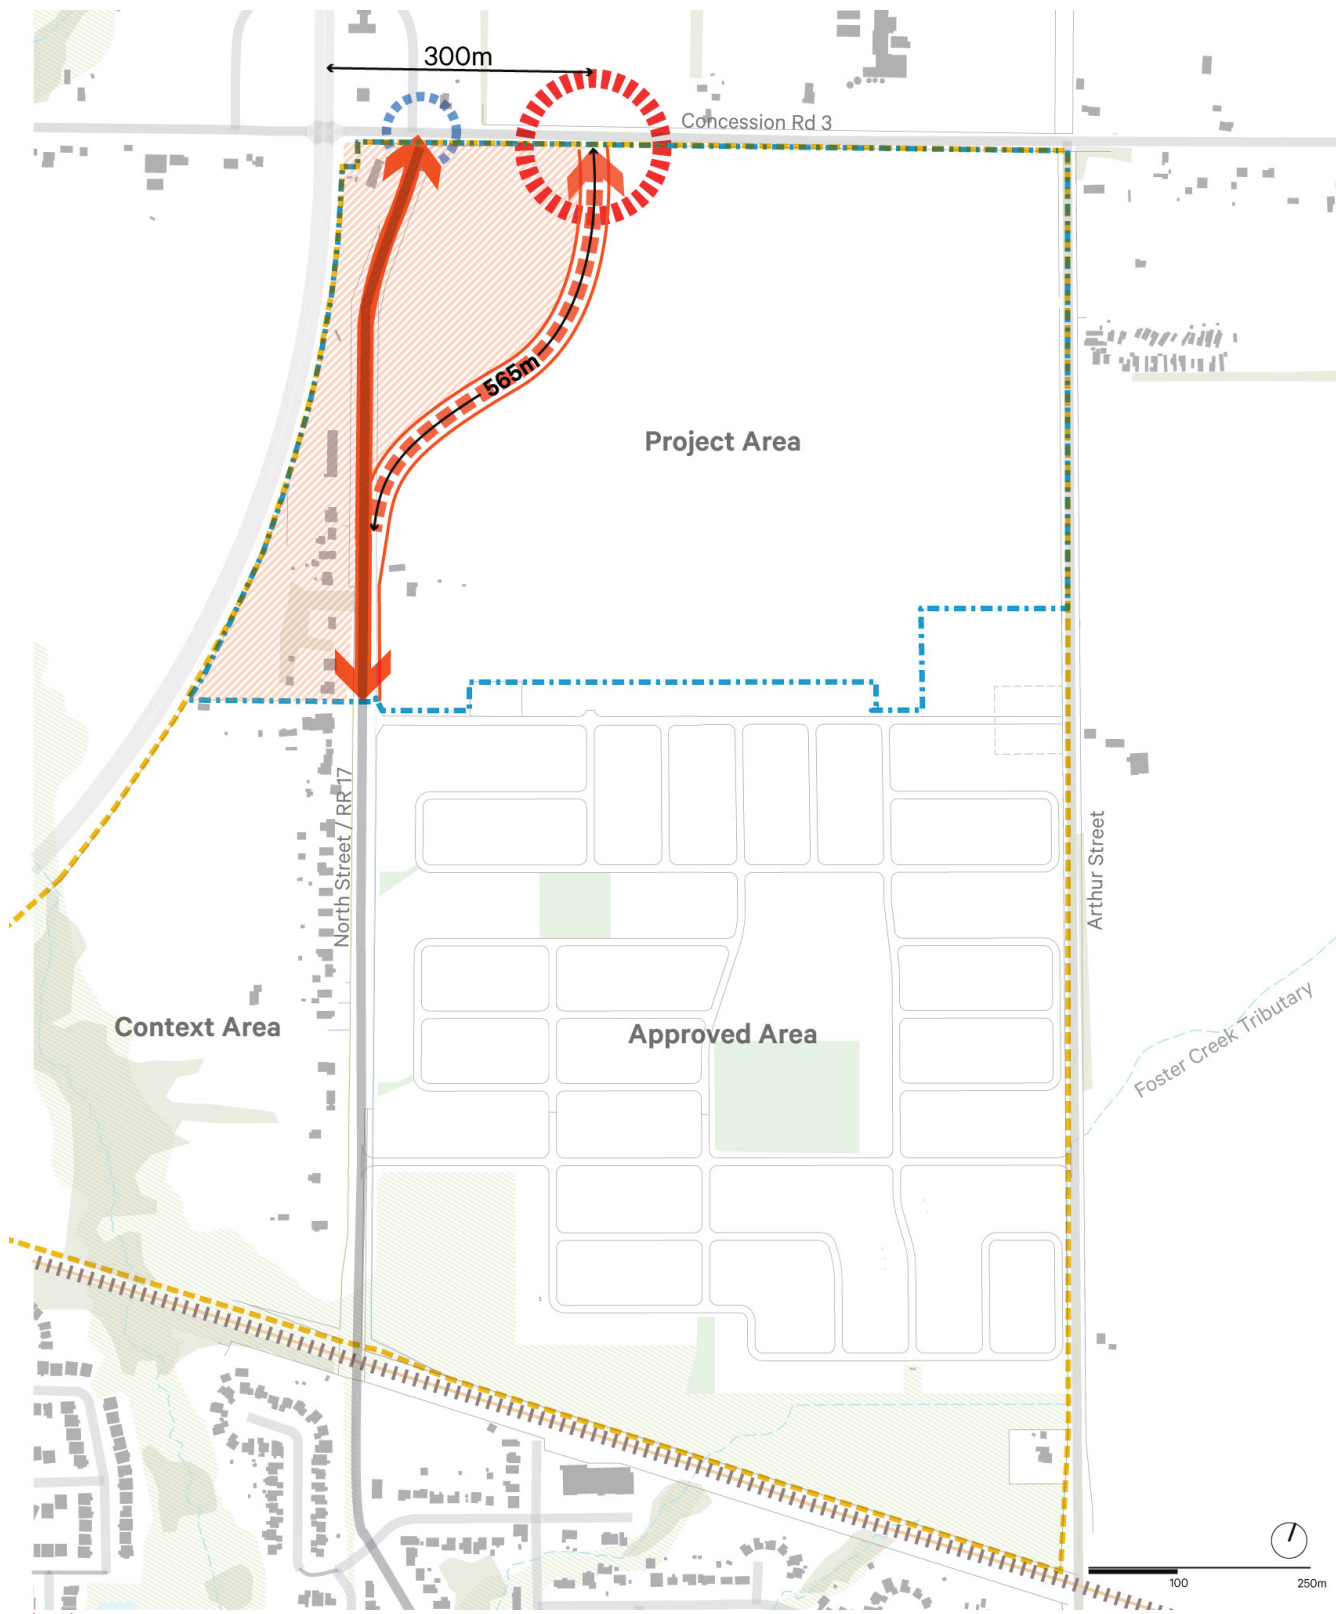 300m
Concession Rd 3
565m
Project Area
North Street / RR 17
Arthur Street
Context Area
Approved Area
Foster Creek Tributary
100
250m